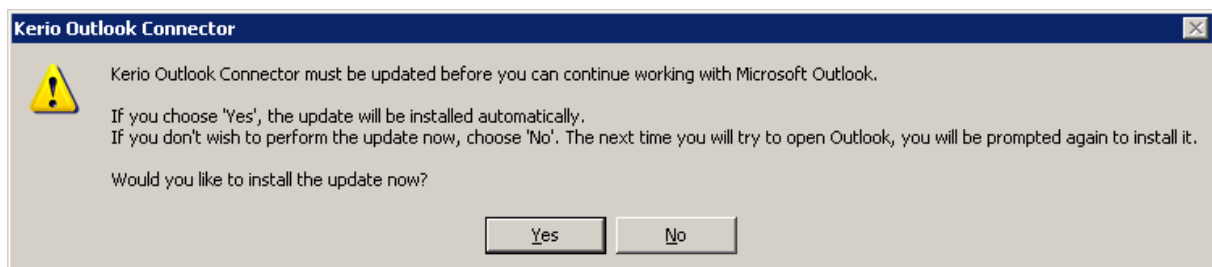 Kerio Outlook Connector
Kerio Outlook Connector must be updated before you can continue working with Microsoft Outlook.
If you choose 'Yes', the update will be installed automatically.
If you don't wish to perform the update now, choose 'No'. The next time you will try to open Outlook, you will be prompted again to install it.
Would you like to install the update now?
Yes No